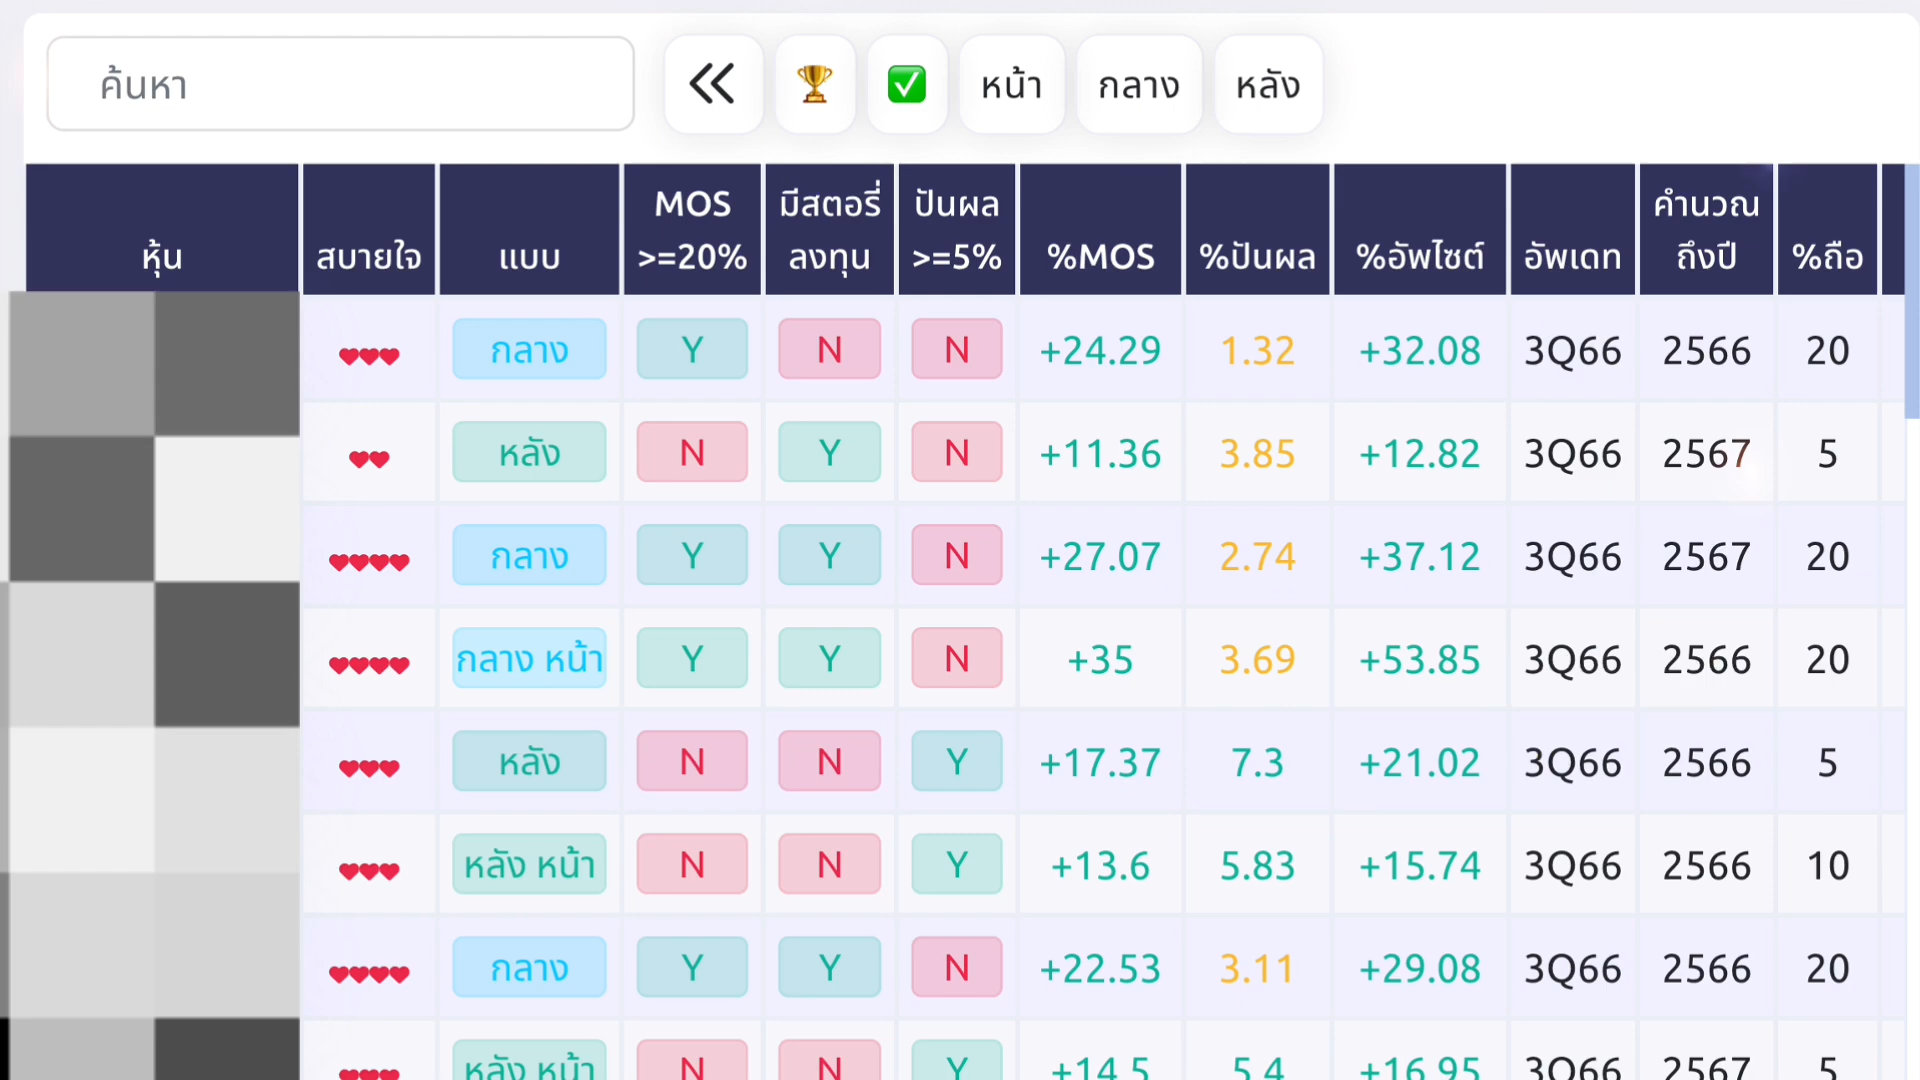 ค้นหา หน้า กลาง หลัง
หุ้น สบายใจ แบบ MOS >=20% มีสตอรี่ ลงทุน ปันผล >=5% %MOS %ปันผล %อัพไซต์ อัพเดท คำนวณ ถึงปี %ถือ
กลาง Y N N +24.29 1.32 +32.08 3Q66 2566 20
หลัง N Y N +11.36 3.85 +12.82 3Q66 2567 5
กลาง Y Y N +27.07 2.74 +37.12 3Q66 2567 20
กลาง หน้า Y Y N +35 3.69 +53.85 3Q66 2566 20
หลัง N N Y +17.37 7.3 +21.02 3Q66 2566 5
หลัง หน้า N N Y +13.6 5.83 +15.74 3Q66 2566 10
กลาง Y Y N +22.53 3.11 +29.08 3Q66 2566 20
หลัง หน้า N N Y +14.5 5.4 +16.95 3Q66 2567 5